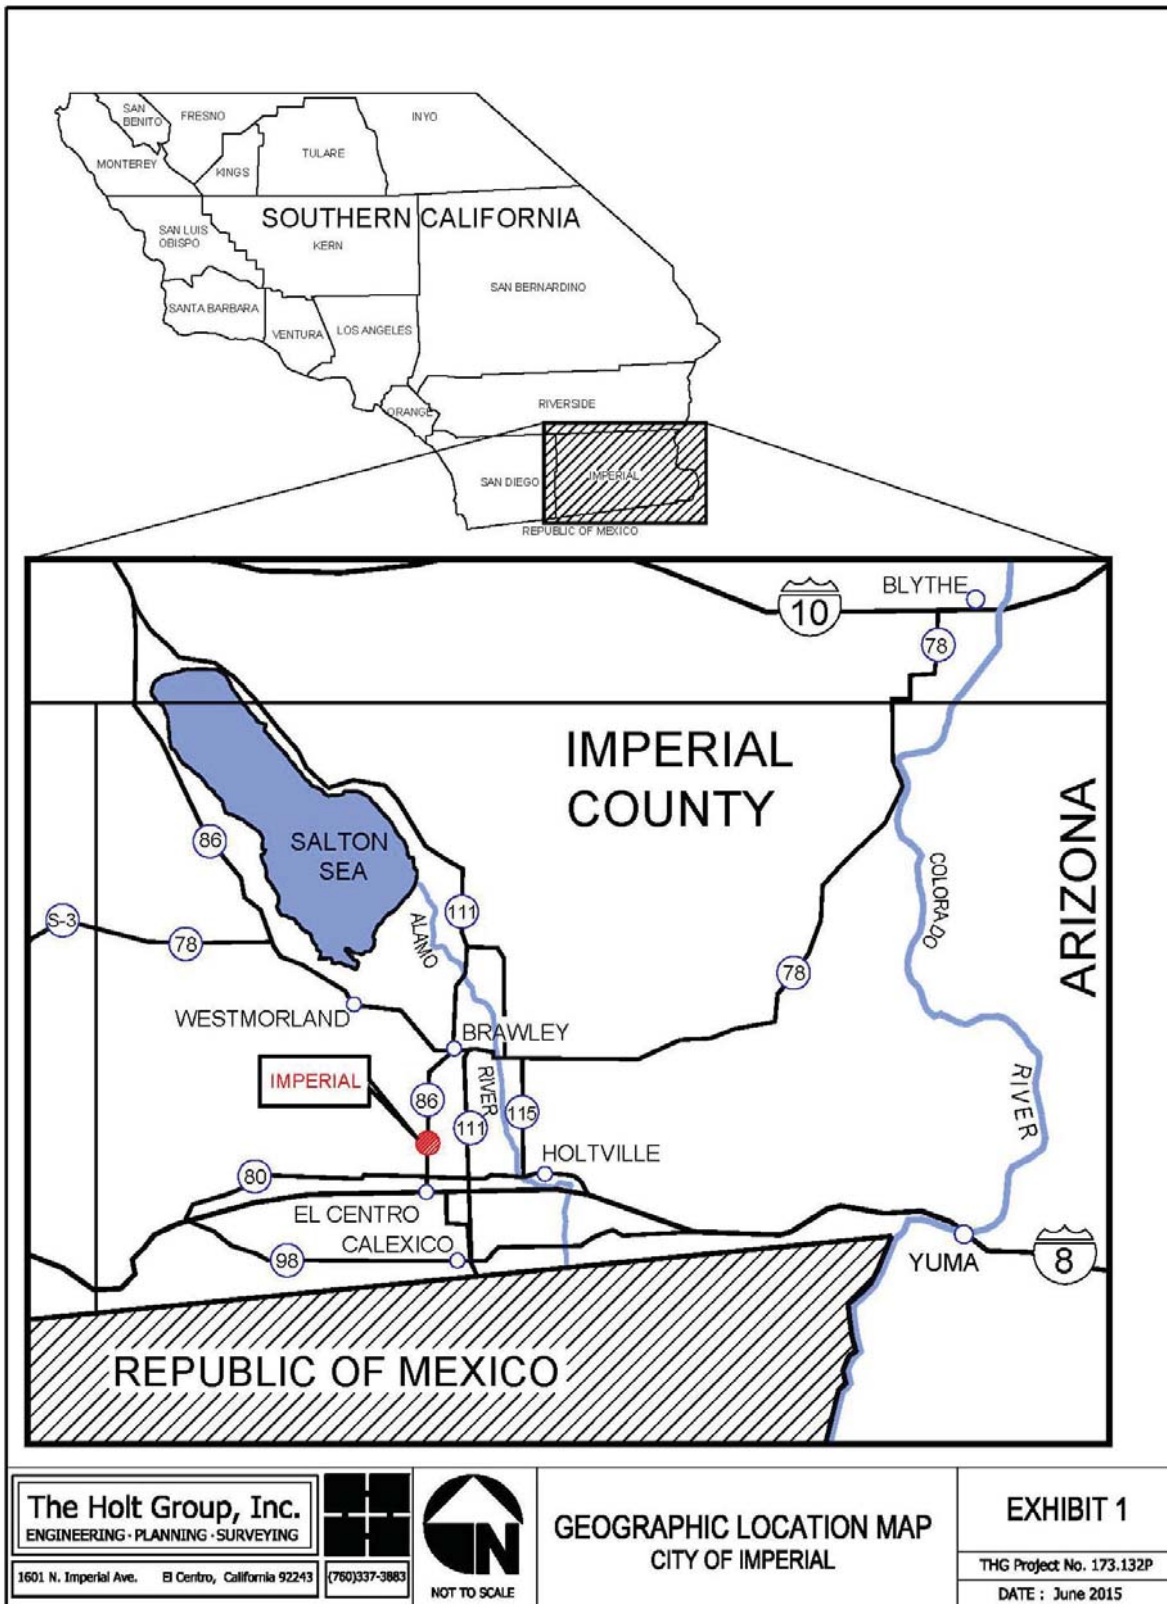 SAN
BENITO
FRESNO
INYO
MONTEREY
KINGS
TULARE
SOUTHERN CALIFORNIA
SAN LUIS
OBISPO
KERN
SANTA BARBARA
VENTURA
LOS ANGELES
SAN BERNARDINO
ORANGE
RIVERSIDE
SAN DIEGO
IMPERIAL
REPUBLIC OF MEXICO
10
BLYTHE
78
IMPERIAL
COUNTY
ARIZONA
86
SALTON
SEA
COLORADO
S-3
78
ALAMO
111
78
WESTMORLAND
BRAWLEY
IMPERIAL
86
RIVER
111
115
RIVER
80
HOLTVILLE
EL CENTRO
CALEXICO
98
YUMA
8
REPUBLIC OF MEXICO
The Holt Group, Inc.
ENGINEERING · PLANNING · SURVEYING
1601 N. Imperial Ave. El Centro, California 92243 (760)337-3883
N
NOT TO SCALE
GEOGRAPHIC LOCATION MAP
CITY OF IMPERIAL
EXHIBIT 1
THG Project No. 173.132P
DATE : June 2015